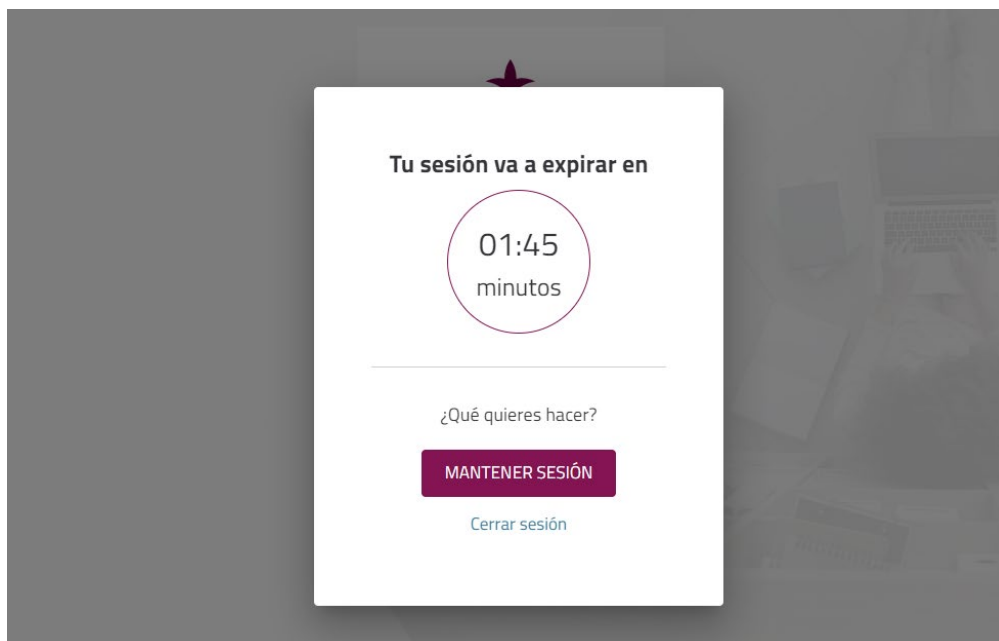 Tu sesión va a expirar en
01:45
minutos
¿Qué quieres hacer?
MANTENER SESIÓN
Cerrar sesión